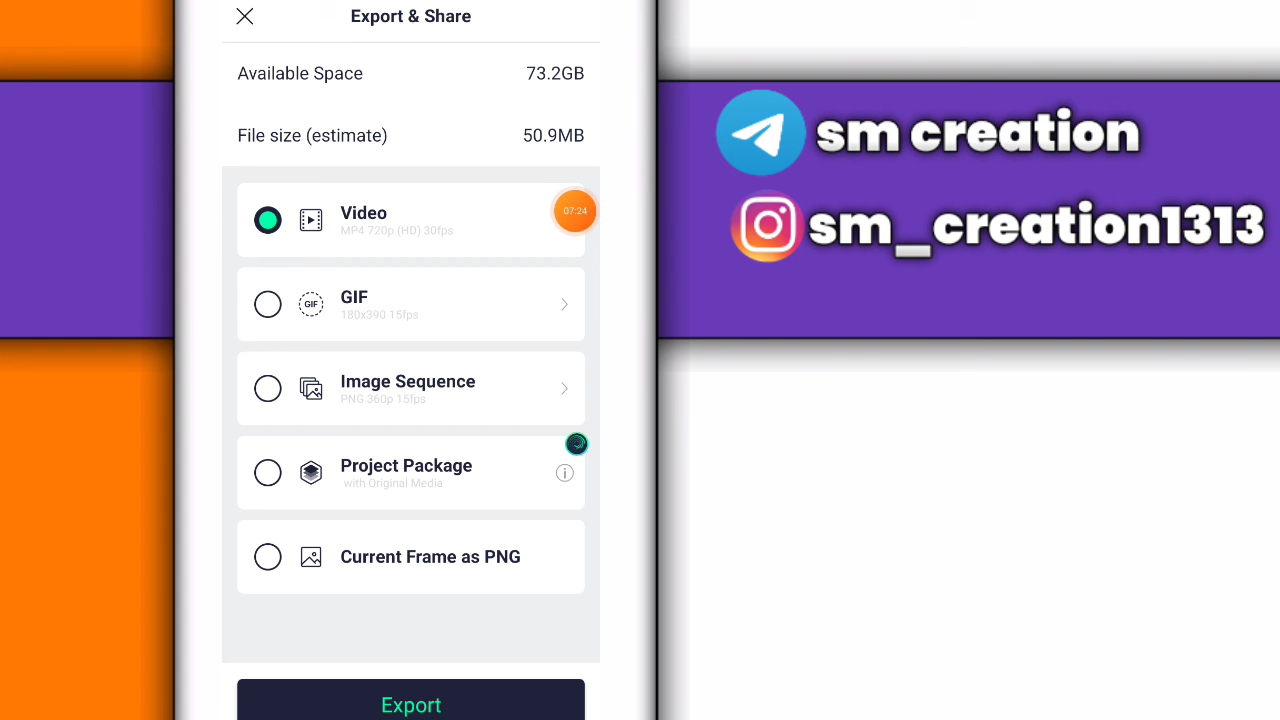 Export & Share
Available Space 73.2GB
File size (estimate) 50.9MB
Video
MP4 720p (HD) 30fps
07:24
GIF
GIF
180x390 15fps
Image Sequence
PNG 360p 15fps
Project Package
with Original Media
Current Frame as PNG
Export
sm creation
sm_creation1313